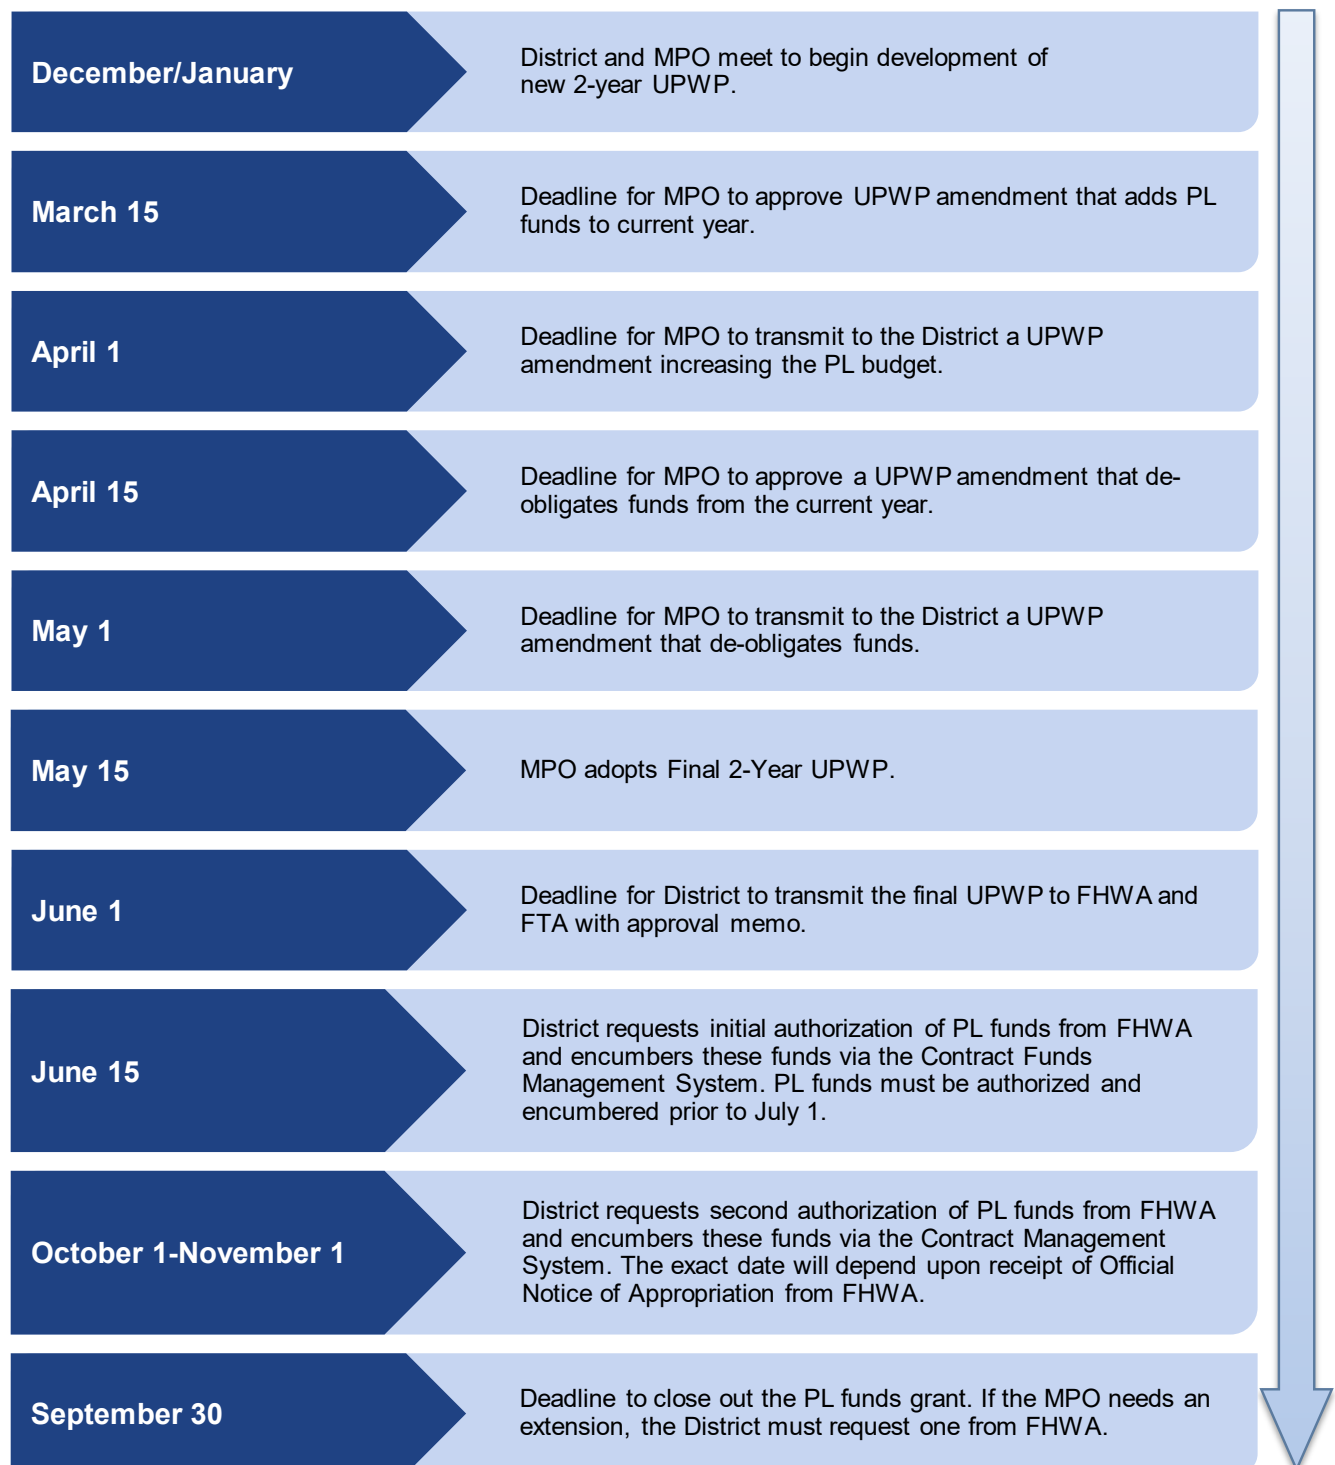 December/January
District and MPO meet to begin development of
new 2-year UPWP.
March 15
Deadline for MPO to approve UPWP amendment that adds PL
funds to current year.
April 1
Deadline for MPO to transmit to the District a UPWP
amendment increasing the PL budget.
April 15
Deadline for MPO to approve a UPWP amendment that de-
obligates funds from the current year.
May 1
Deadline for MPO to transmit to the District a UPWP
amendment that de-obligates funds.
May 15
MPO adopts Final 2-Year UPWP.
June 1
Deadline for District to transmit the final UPWP to FHWA and
FTA with approval memo.
June 15
District requests initial authorization of PL funds from FHWA
and encumbers these funds via the Contract Funds
Management System. PL funds must be authorized and
encumbered prior to July 1.
October 1-November 1
District requests second authorization of PL funds from FHWA
and encumbers these funds via the Contract Management
System. The exact date will depend upon receipt of Official
Notice of Appropriation from FHWA.
September 30
Deadline to close out the PL funds grant. If the MPO needs an
extension, the District must request one from FHWA.